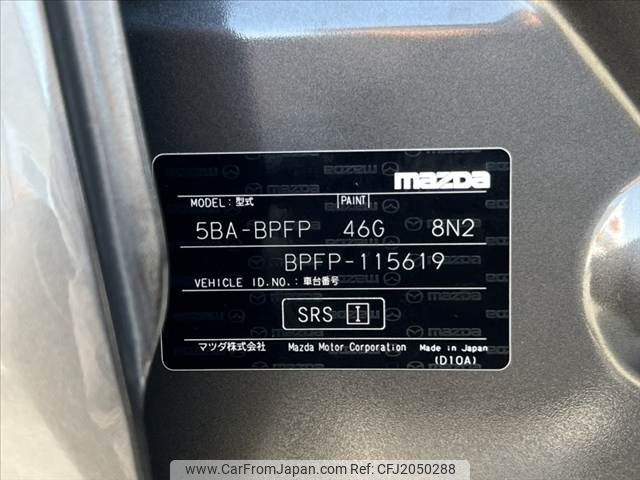 mazda
MODEL: 型式 PAINT
5BA-BPFP 46G 8N2
BPFP-115619
VEHICLE ID.NO.: 車台番号
SRS I
マツダ株式会社 Mazda Motor Corporation Made in Japan
(D10A)
www.CarFromJapan.com | Ref No. CFJ2050288